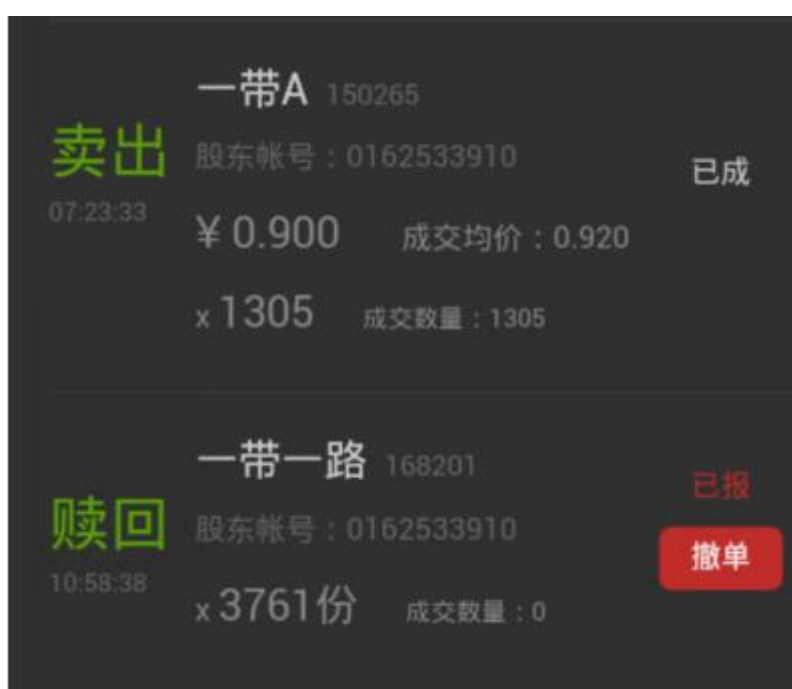 一带A 150265
卖出
股东帐号：0162533910
已成
07:23:33
¥ 0.900 成交均价：0.920
x 1305 成交数量：1305
一带一路 168201
已报
赎回
股东帐号：0162533910
撤单
10:58:38
x 3761份 成交数量：0